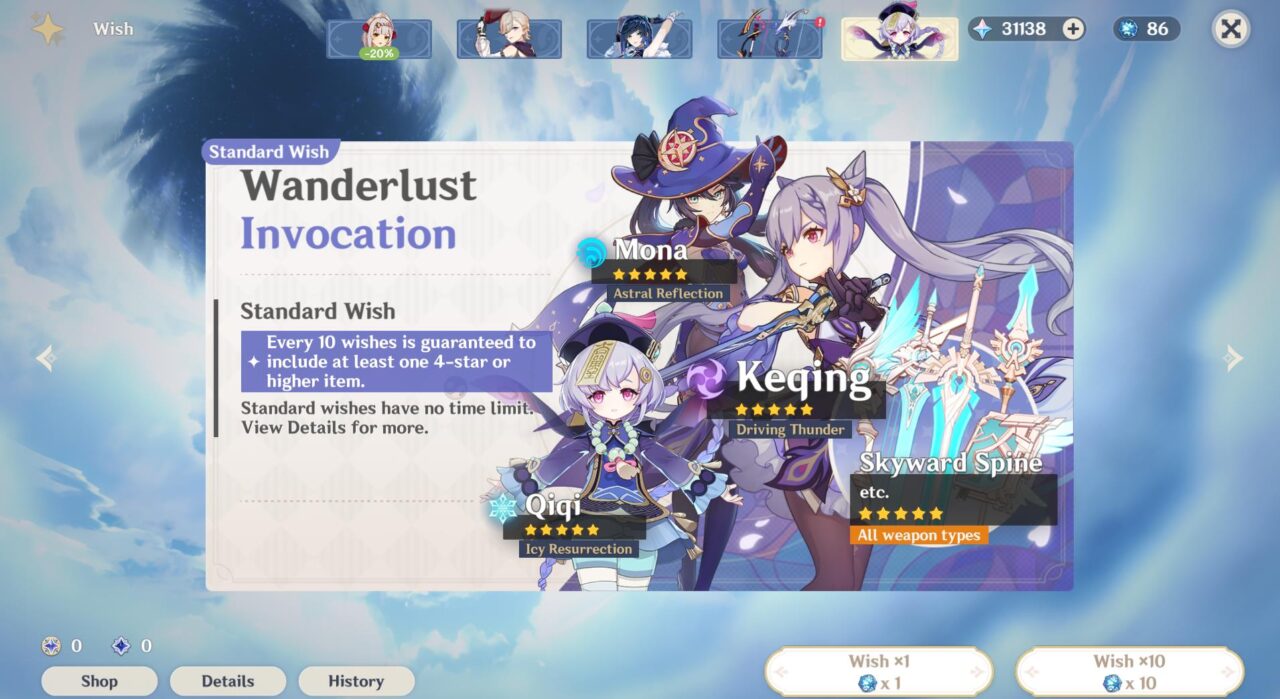 Wish
-20%
!
31138
86
Standard Wish
Wanderlust
Invocation
Standard Wish
Every 10 wishes is guaranteed to
include at least one 4-star or
higher item.
Standard wishes have no time limit.
View Details for more.
Mona
Astral Reflection
Keqing
Driving Thunder
Qiqi
Icy Resurrection
Skyward Spine
etc.
All weapon types
0
0
Shop
Details
History
Wish ×1
x 1
Wish ×10
x 10